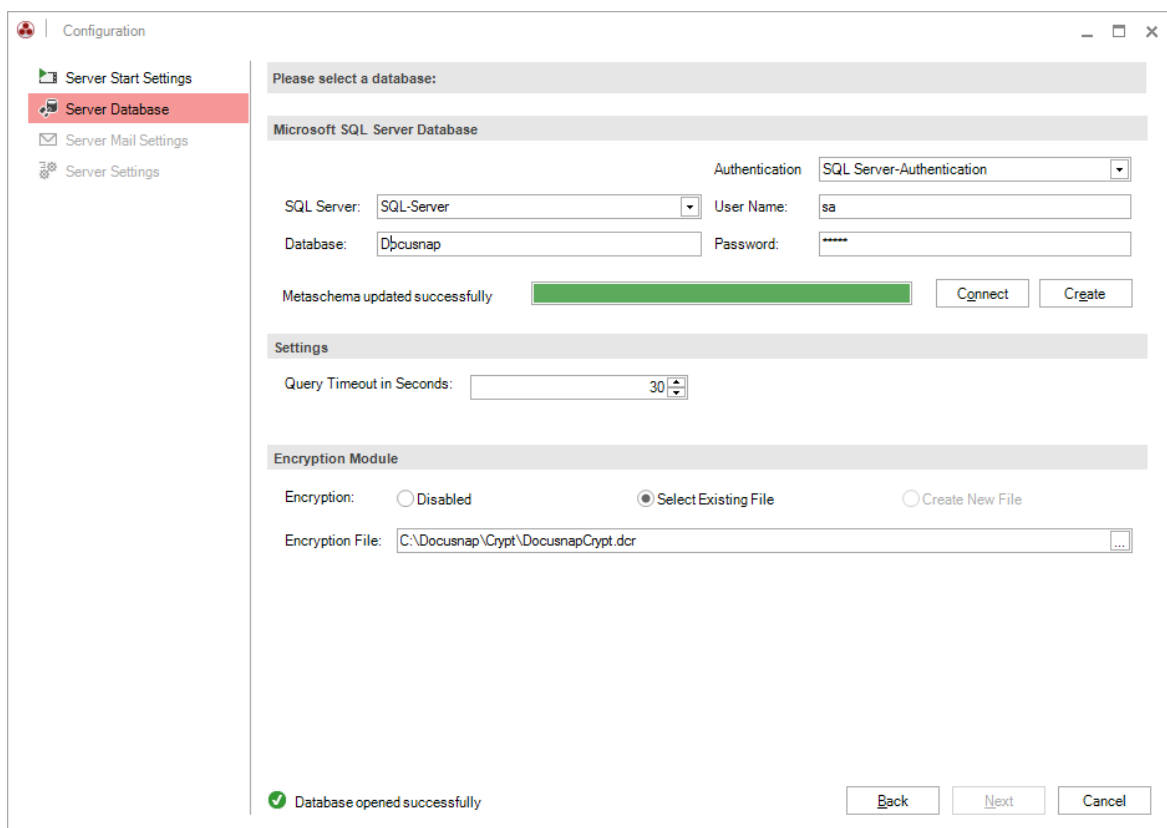 Configuration
Server Start Settings
Server Database
Server Mail Settings
Server Settings
Please select a database:
Microsoft SQL Server Database
Authentication SQL Server-Authentication
SQL Server: SQL-Server User Name: sa
Database: Docusnap Password: *****
Metaschema updated successfully Connect Create
Settings
Query Timeout in Seconds: 30
Encryption Module
Encryption: Disabled Select Existing File Create New File
Encryption File: C:\Docusnap\Crypt\DocusnapCrypt.dcr ...
Database opened successfully Back Next Cancel